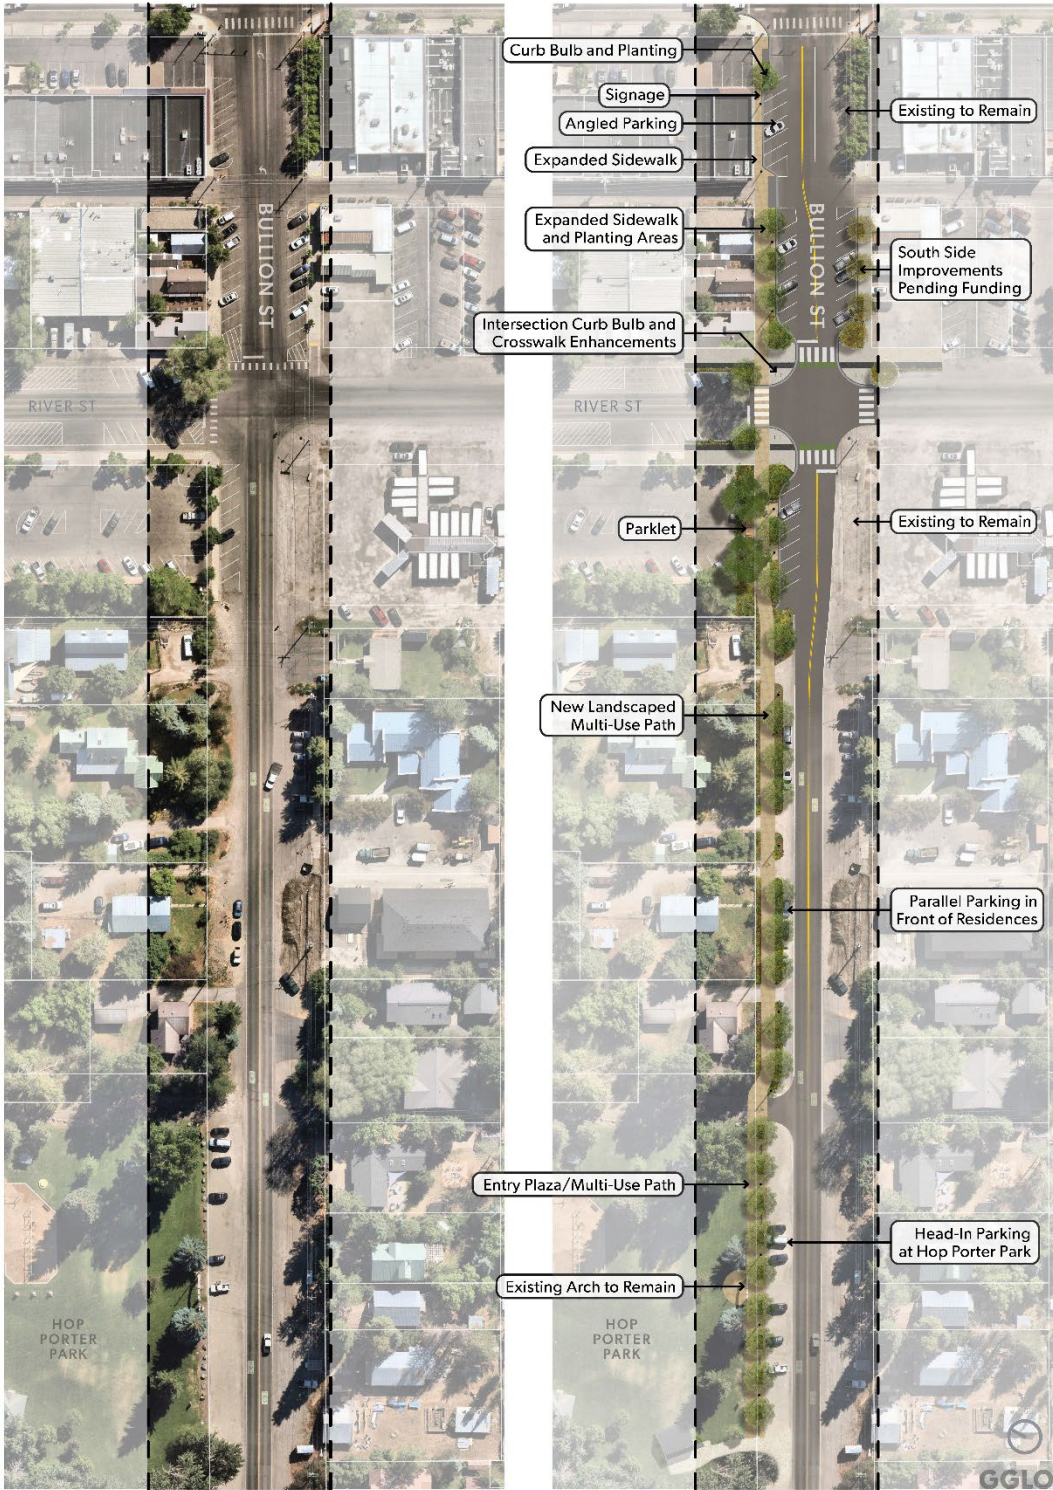 BULLION ST
RIVER ST
HOP
PORTER
PARK
Curb Bulb and Planting
Signage
Angled Parking
Expanded Sidewalk
Existing to Remain
Expanded Sidewalk
and Planting Areas
BULLION ST
South Side
Improvements
Pending Funding
Intersection Curb Bulb and
Crosswalk Enhancements
RIVER ST
Parklet
Existing to Remain
New Landscaped
Multi-Use Path
Parallel Parking in
Front of Residences
Entry Plaza/Multi-Use Path
Head-In Parking
at Hop Porter Park
Existing Arch to Remain
HOP
PORTER
PARK
GGLO